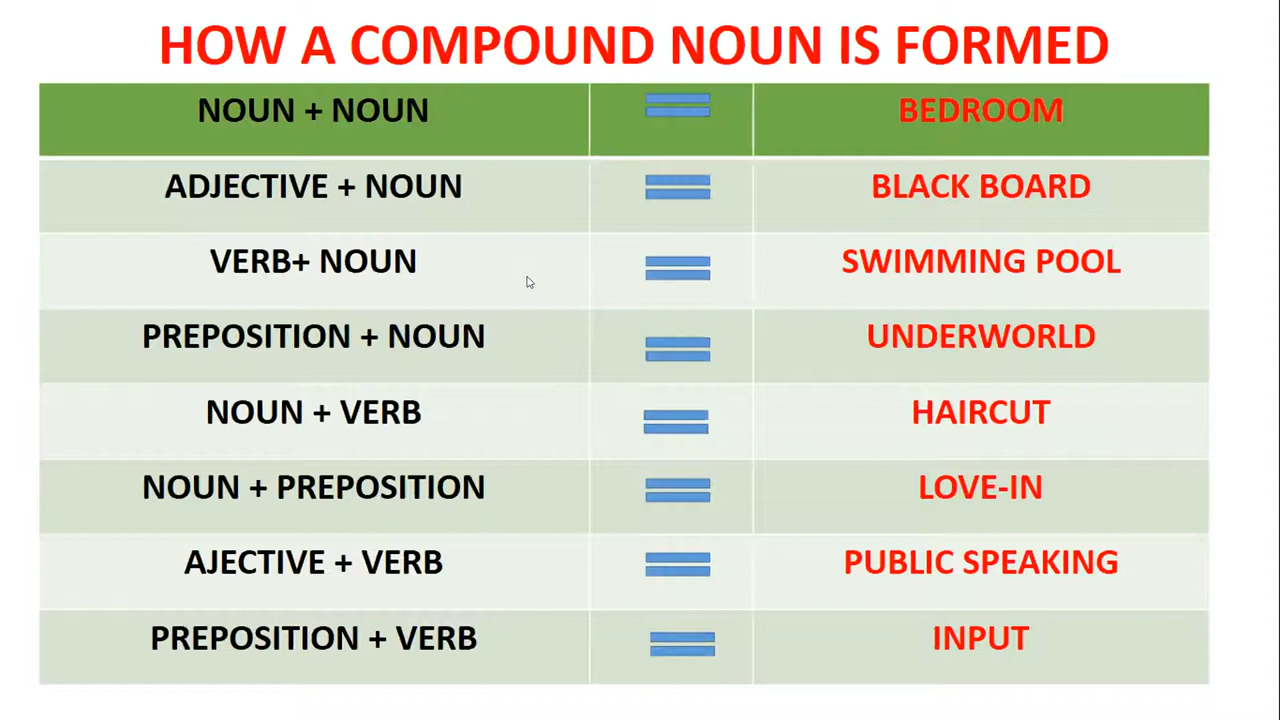 HOW A COMPOUND NOUN IS FORMED
NOUN + NOUN = BEDROOM
ADJECTIVE + NOUN = BLACK BOARD
VERB+ NOUN = SWIMMING POOL
PREPOSITION + NOUN = UNDERWORLD
NOUN + VERB = HAIRCUT
NOUN + PREPOSITION = LOVE-IN
AJECTIVE + VERB = PUBLIC SPEAKING
PREPOSITION + VERB = INPUT